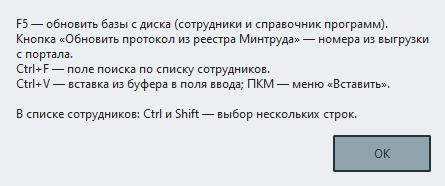 F5 — обновить базы с диска (сотрудники и справочник программ).
Кнопка «Обновить протокол из реестра Минтруда» — номера из выгрузки
с портала.
Ctrl+F — поле поиска по списку сотрудников.
Ctrl+V — вставка из буфера в поля ввода; ПКМ — меню «Вставить».
В списке сотрудников: Ctrl и Shift — выбор нескольких строк.
OK